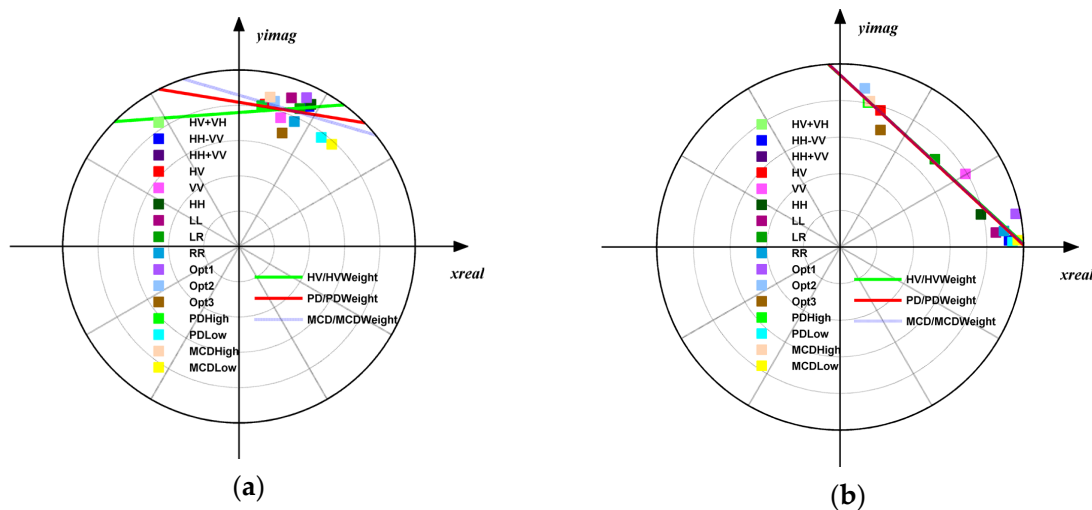 yimag
HV+VH
HH-VV
HH+VV
HV
VV
HH
LL
LR
RR
Opt1
Opt2
Opt3
PDHigh
PDLow
MCDHigh
MCDLow
xreal
HV/HVWeight
PD/PDWeight
MCD/MCDWeight
(a)
yimag
HV+VH
HH-VV
HH+VV
HV
VV
HH
LL
LR
RR
Opt1
Opt2
Opt3
PDHigh
PDLow
MCDHigh
MCDLow
xreal
HV/HVWeight
PD/PDWeight
MCD/MCDWeight
(b)